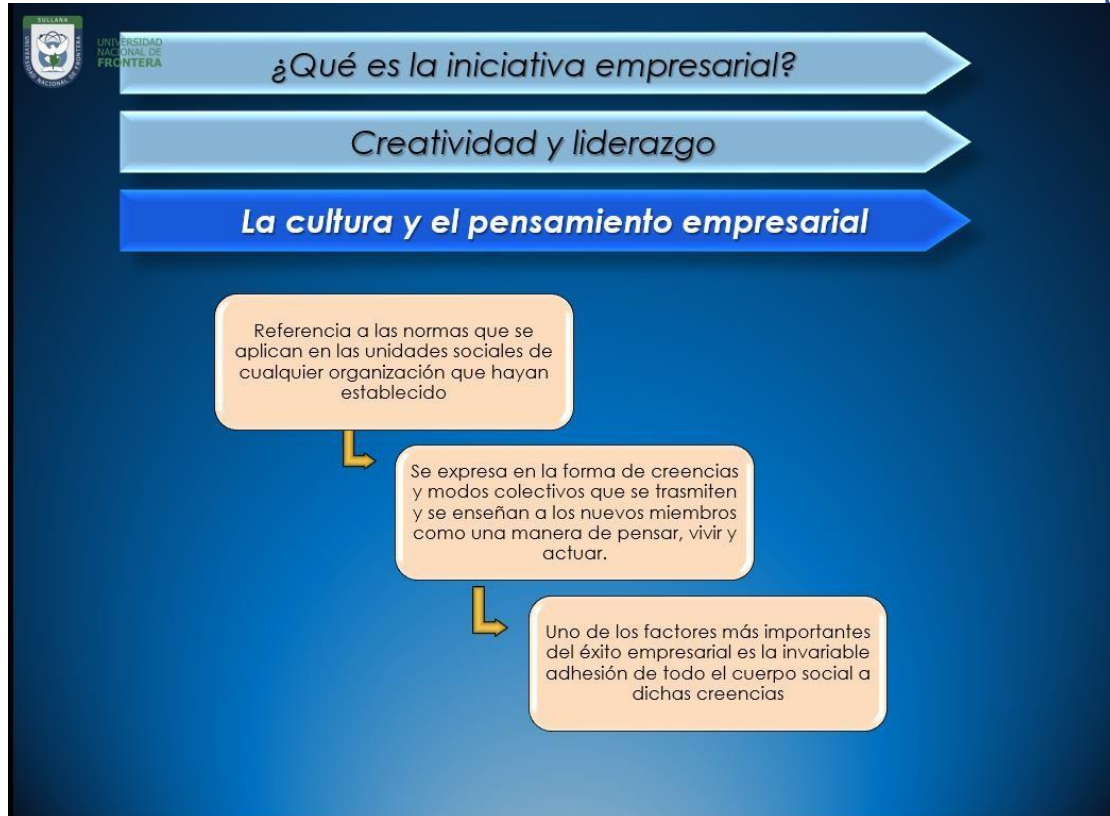 SULLANA
UNIVERSIDAD NACIONAL DE FRONTERA
UNIVERSIDAD
NACIONAL DE
FRONTERA
¿Qué es la iniciativa empresarial?
Creatividad y liderazgo
La cultura y el pensamiento empresarial
Referencia a las normas que se
aplican en las unidades sociales de
cualquier organización que hayan
establecido
Se expresa en la forma de creencias
y modos colectivos que se trasmiten
y se enseñan a los nuevos miembros
como una manera de pensar, vivir y
actuar.
Uno de los factores más importantes
del éxito empresarial es la invariable
adhesión de todo el cuerpo social a
dichas creencias